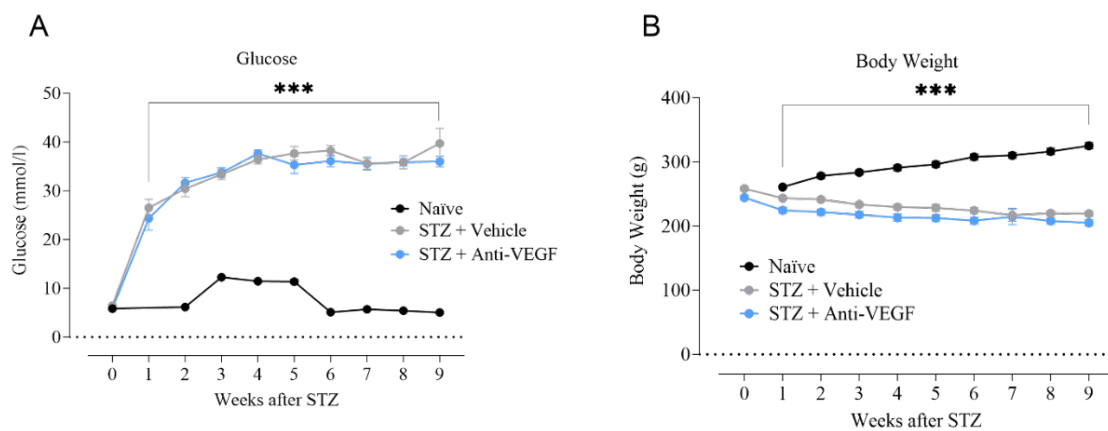 A
Glucose
***
50
40
30
20
10
0
Glucose (mmol/l)
Naïve
STZ + Vehicle
STZ + Anti-VEGF
0 1 2 3 4 5 6 7 8 9
Weeks after STZ
B
Body Weight
***
400
300
200
100
0
Body Weight (g)
Naïve
STZ + Vehicle
STZ + Anti-VEGF
0 1 2 3 4 5 6 7 8 9
Weeks after STZ